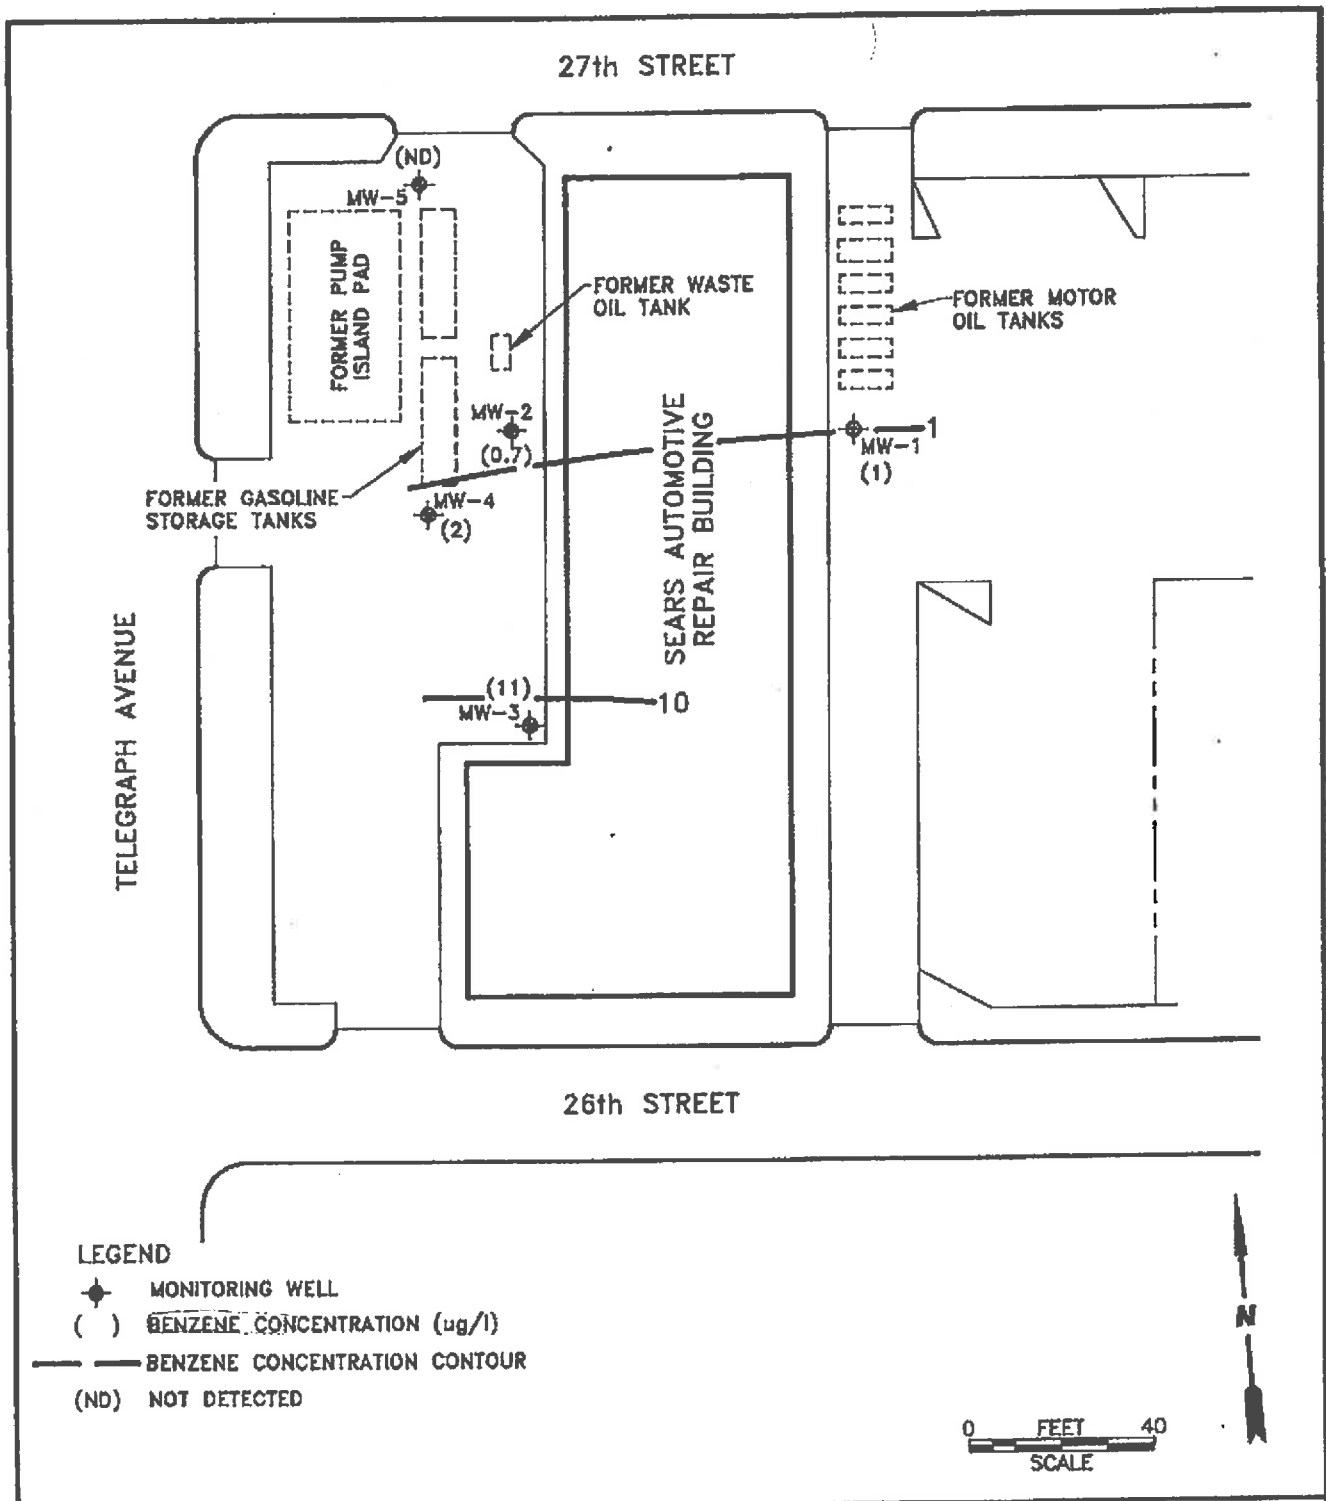 27th STREET
(ND)
MW-5
FORMER PUMP
ISLAND PAD
FORMER WASTE
OIL TANK
FORMER MOTOR
OIL TANKS
MW-2
(0.7)
1
MW-1
(1)
FORMER GASOLINE
STORAGE TANKS
MW-4
(2)
SEARS AUTOMOTIVE
REPAIR BUILDING
TELEGRAPH AVENUE
(11)
MW-3
10
26th STREET
LEGEND
MONITORING WELL
( ) BENZENE CONCENTRATION (ug/l)
BENZENE CONCENTRATION CONTOUR
(ND) NOT DETECTED
N
0 FEET 40
SCALE